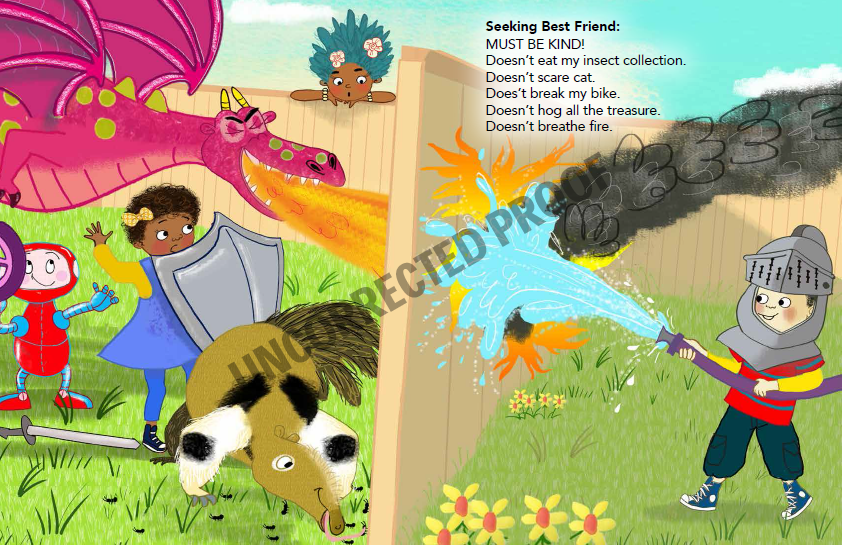 Seeking Best Friend:
MUST BE KIND!
Doesn't eat my insect collection.
Doesn't scare cat.
Does't break my bike.
Doesn't hog all the treasure.
Doesn't breathe fire.
UNCORRECTED PROOF